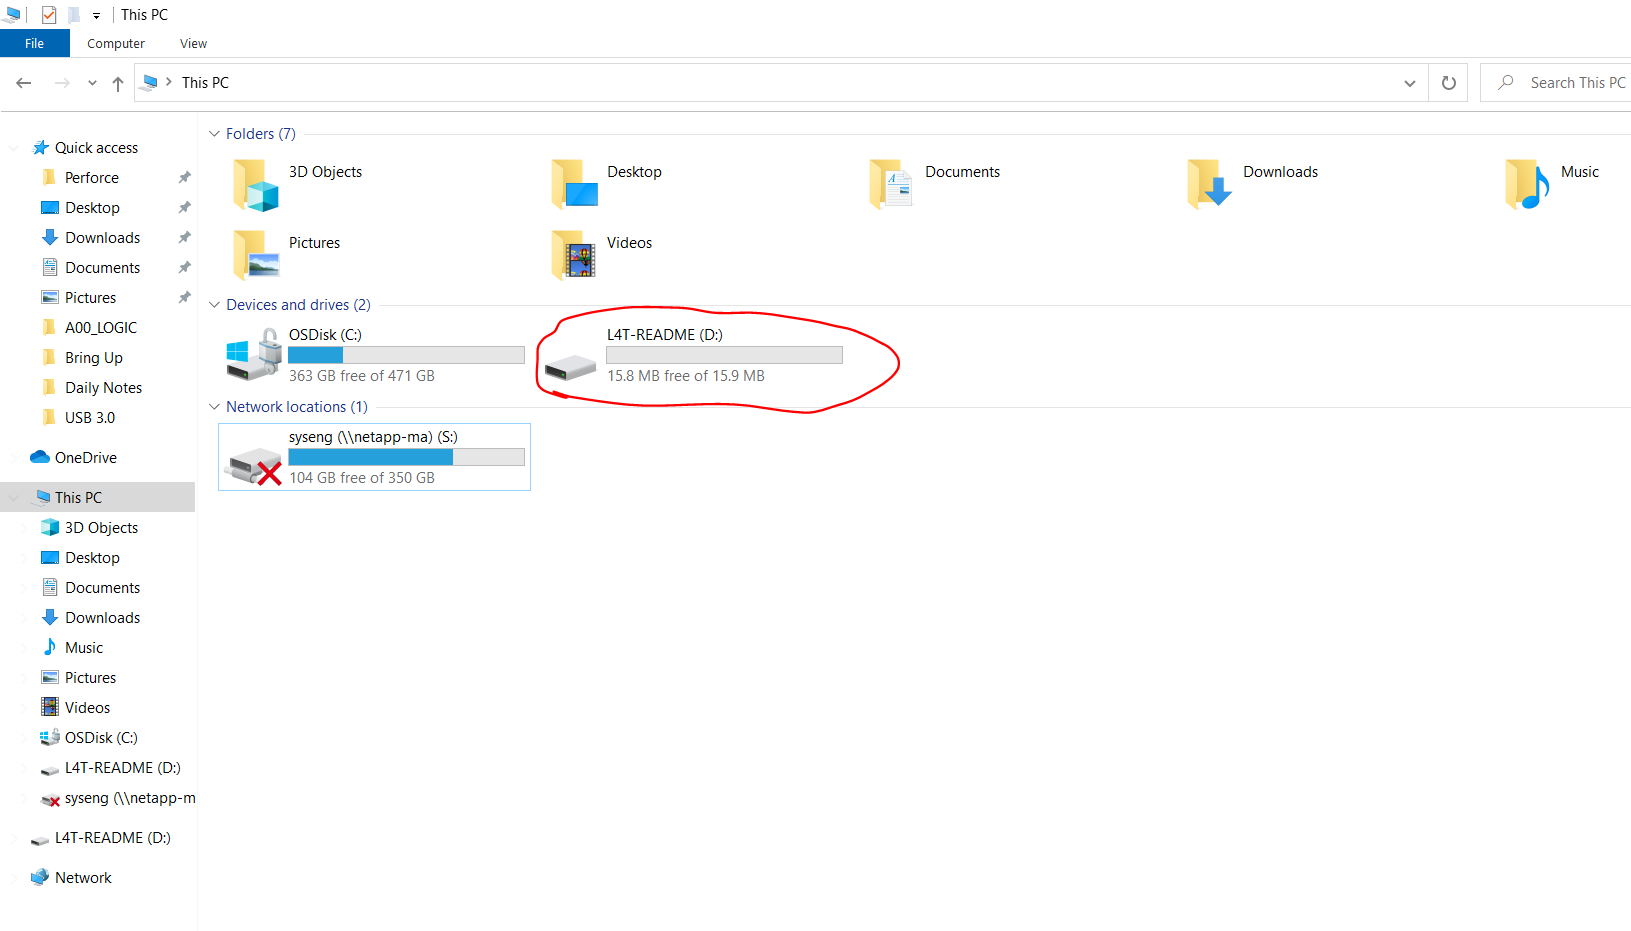 This PC
File Computer View
This PC Search This PC
Quick access
Perforce
Desktop
Downloads
Documents
Pictures
A00_LOGIC
Bring Up
Daily Notes
USB 3.0
OneDrive
This PC
3D Objects
Desktop
Documents
Downloads
Music
Pictures
Videos
OSDisk (C:)
L4T-README (D:)
syseng (\\netapp-m
L4T-README (D:)
Network
Folders (7)
3D Objects Desktop Documents Downloads Music
Pictures Videos
Devices and drives (2)
OSDisk (C:)
363 GB free of 471 GB
L4T-README (D:)
15.8 MB free of 15.9 MB
Network locations (1)
syseng (\\netapp-ma) (S:)
104 GB free of 350 GB